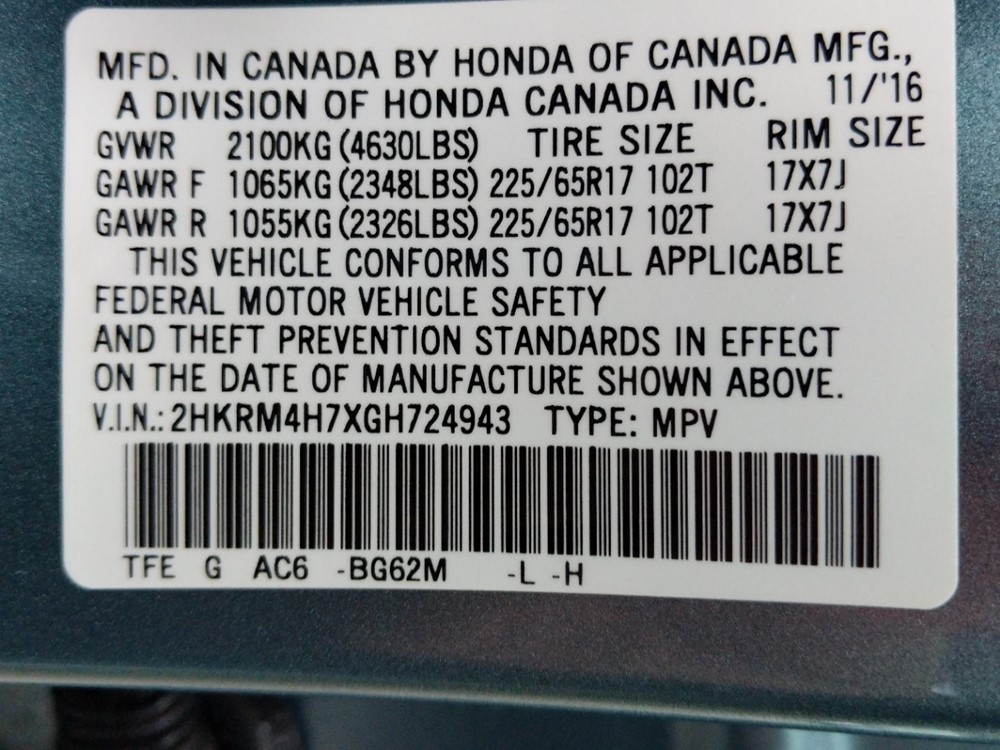 MFD. IN CANADA BY HONDA OF CANADA MFG.,
A DIVISION OF HONDA CANADA INC. 11/'16
GVWR 2100KG (4630LBS) TIRE SIZE RIM SIZE
GAWR F 1065KG (2348LBS) 225/65R17 102T 17X7J
GAWR R 1055KG (2326LBS) 225/65R17 102T 17X7J
THIS VEHICLE CONFORMS TO ALL APPLICABLE
FEDERAL MOTOR VEHICLE SAFETY
AND THEFT PREVENTION STANDARDS IN EFFECT
ON THE DATE OF MANUFACTURE SHOWN ABOVE.
V.I.N.: 2HKRM4H7XGH724943 TYPE: MPV
TFE G AC6 -BG62M -L -H